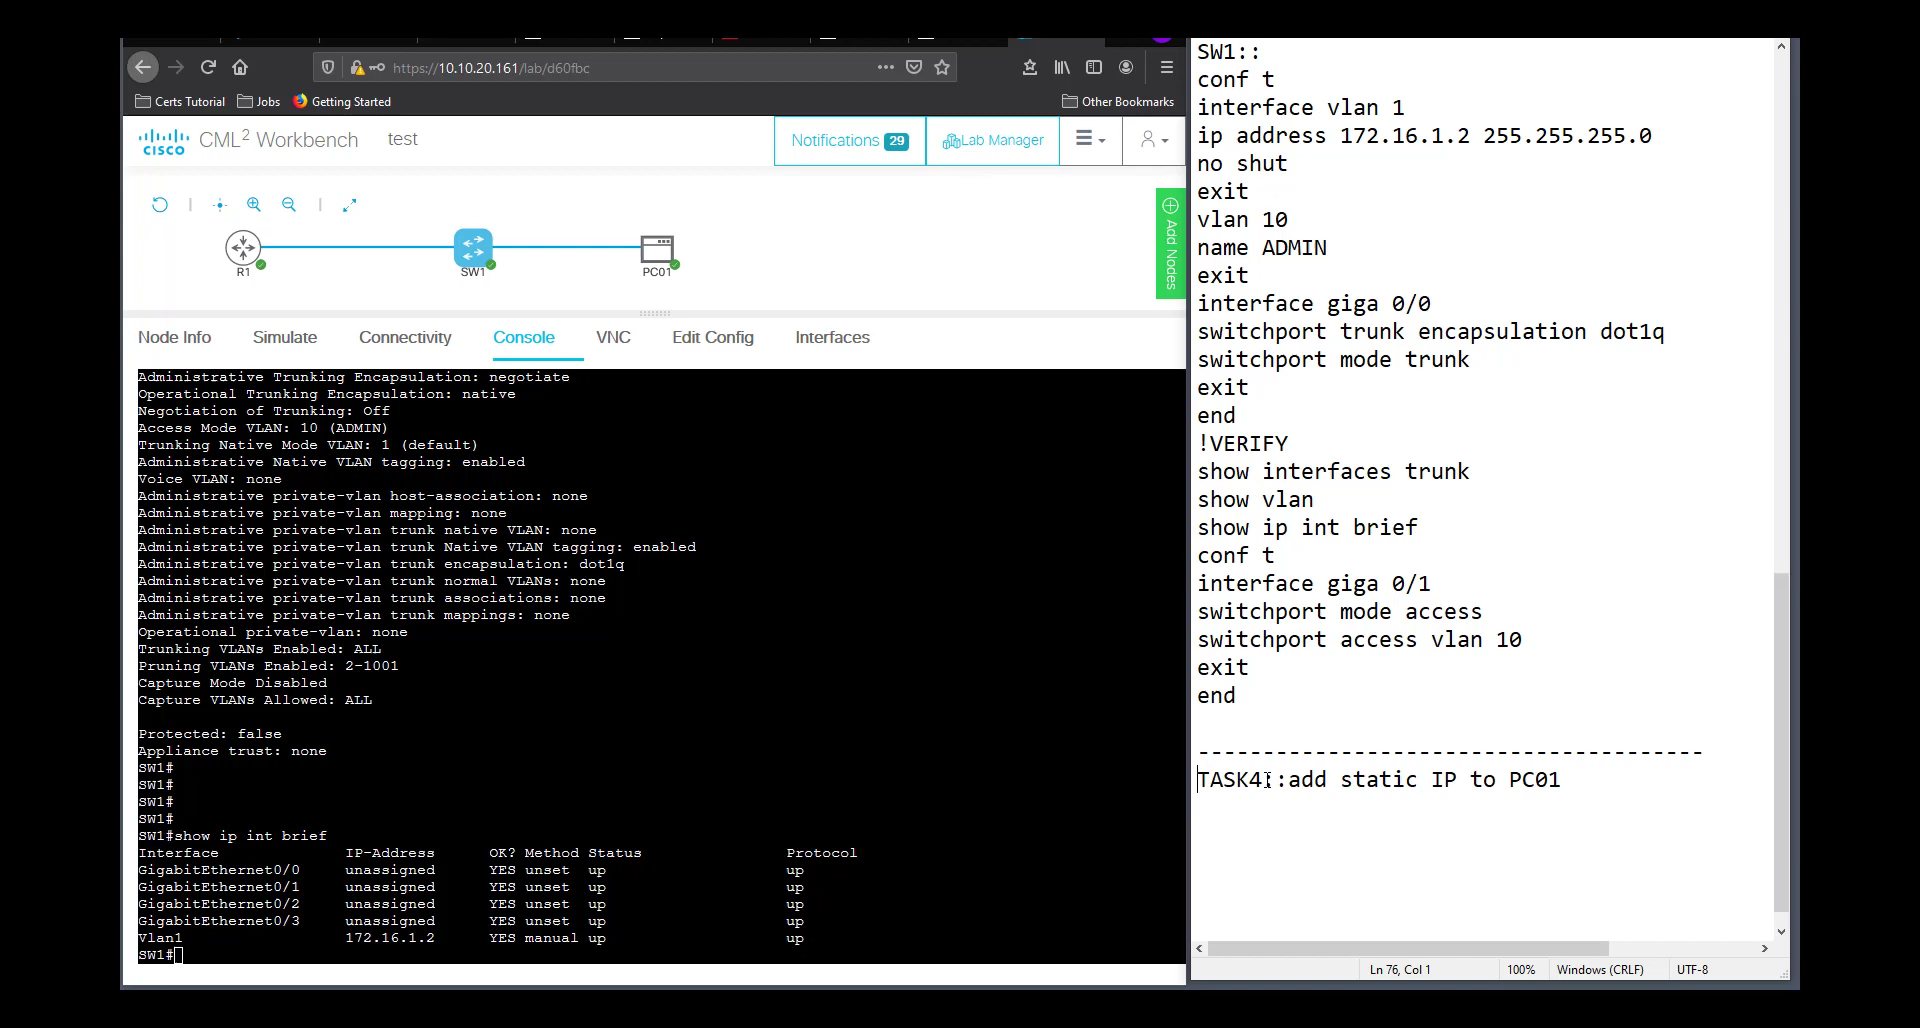 https://10.10.20.161/lab/d60fbc
Certs Tutorial Jobs Getting Started Other Bookmarks
CISCO CML2 Workbench test Notifications 29 Lab Manager
Add Nodes
R1 SW1 PC01
Node Info Simulate Connectivity Console VNC Edit Config Interfaces
Administrative Trunking Encapsulation: negotiate
Operational Trunking Encapsulation: native
Negotiation of Trunking: Off
Access Mode VLAN: 10 (ADMIN)
Trunking Native Mode VLAN: 1 (default)
Administrative Native VLAN tagging: enabled
Voice VLAN: none
Administrative private-vlan host-association: none
Administrative private-vlan mapping: none
Administrative private-vlan trunk native VLAN: none
Administrative private-vlan trunk Native VLAN tagging: enabled
Administrative private-vlan trunk encapsulation: dot1q
Administrative private-vlan trunk normal VLANs: none
Administrative private-vlan trunk associations: none
Administrative private-vlan trunk mappings: none
Operational private-vlan: none
Trunking VLANs Enabled: ALL
Pruning VLANs Enabled: 2-1001
Capture Mode Disabled
Capture VLANs Allowed: ALL
Protected: false
Appliance trust: none
SW1#
SW1#
SW1#
SW1#
SW1#show ip int brief
Interface IP-Address OK? Method Status Protocol
GigabitEthernet0/0 unassigned YES unset up up
GigabitEthernet0/1 unassigned YES unset up up
GigabitEthernet0/2 unassigned YES unset up up
GigabitEthernet0/3 unassigned YES unset up up
Vlan1 172.16.1.2 YES manual up up
SW1#
SW1::
conf t
interface vlan 1
ip address 172.16.1.2 255.255.255.0
no shut
exit
vlan 10
name ADMIN
exit
interface giga 0/0
switchport trunk encapsulation dot1q
switchport mode trunk
exit
end
!VERIFY
show interfaces trunk
show vlan
show ip int brief
conf t
interface giga 0/1
switchport mode access
switchport access vlan 10
exit
end
---------------------------------------
TASK4::add static IP to PC01
Ln 76, Col 1 100% Windows (CRLF) UTF-8